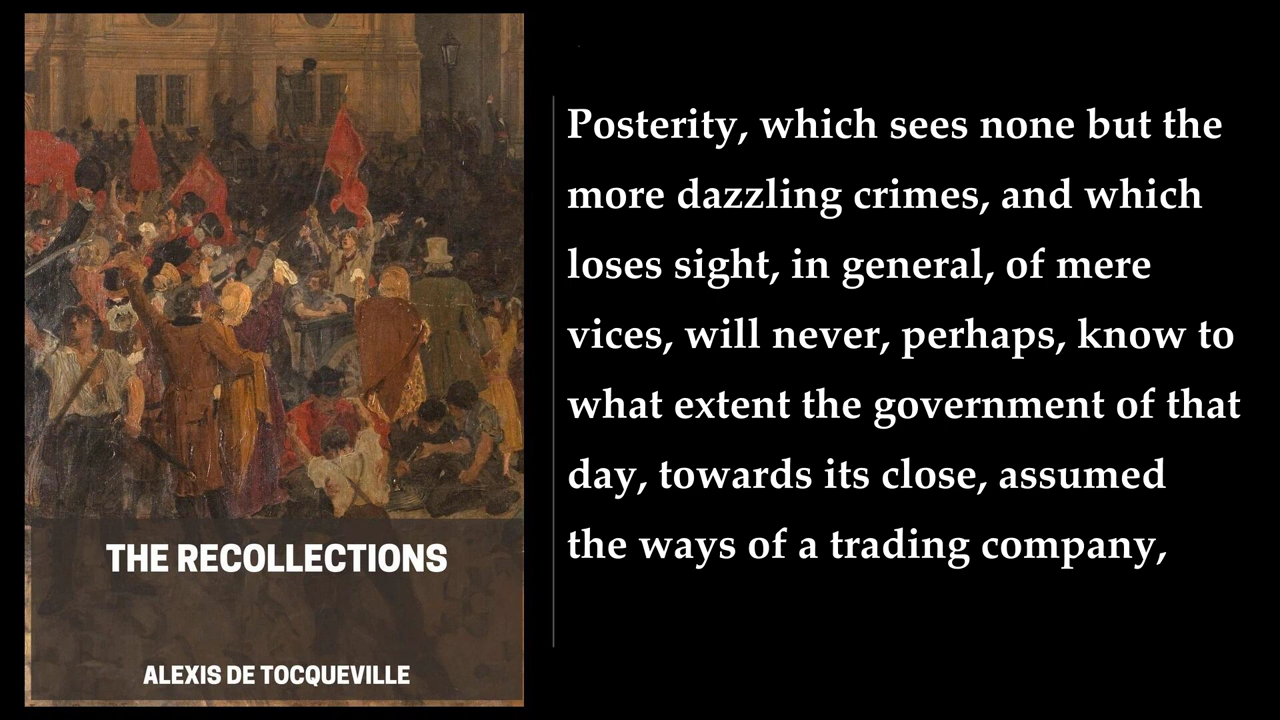 THE RECOLLECTIONS
ALEXIS DE TOCQUEVILLE
Posterity, which sees none but the
more dazzling crimes, and which
loses sight, in general, of mere
vices, will never, perhaps, know to
what extent the government of that
day, towards its close, assumed
the ways of a trading company,